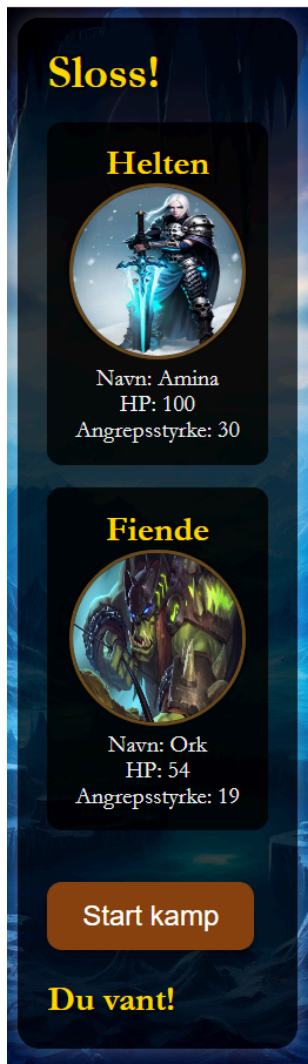 Sloss!
Helten
Navn: Amina
HP: 100
Angrepsstyrke: 30
Fiende
Navn: Ork
HP: 54
Angrepsstyrke: 19
Start kamp
Du vant!